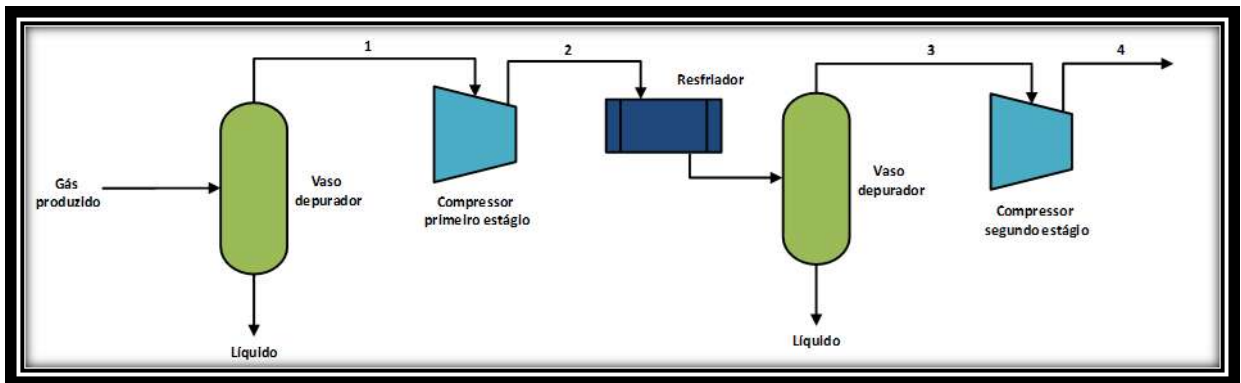 1
2
3
4
Resfriador
Gás
produzido
Vaso
depurador
Compressor
primeiro estágio
Vaso
depurador
Compressor
segundo estágio
Líquido
Líquido